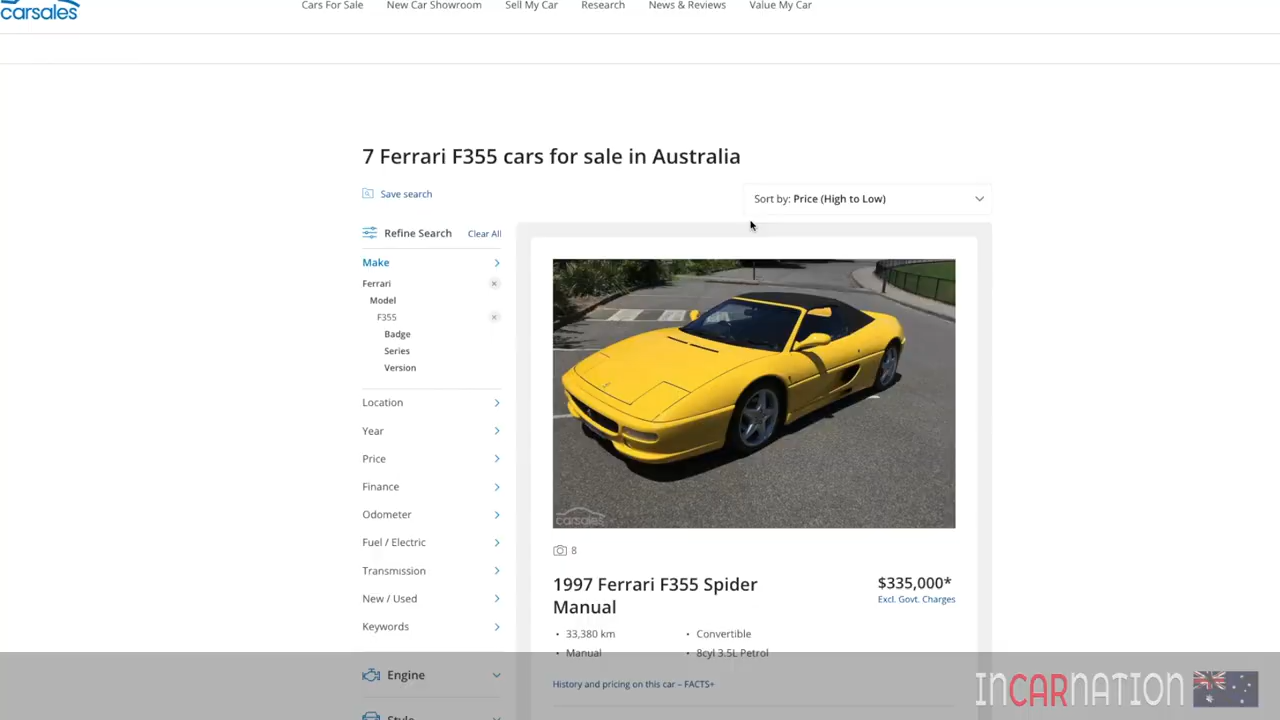 carsales
Cars For Sale
New Car Showroom
Sell My Car
Research
News & Reviews
Value My Car
7 Ferrari F355 cars for sale in Australia
Save search
Sort by: Price (High to Low)
Refine Search
Clear All
Make
Ferrari
Model
F355
Badge
Series
Version
Location
Year
Price
Finance
Odometer
Fuel / Electric
Transmission
New / Used
Keywords
Engine
Style
carsales
8
1997 Ferrari F355 Spider
Manual
$335,000*
Excl. Govt. Charges
• 33,380 km
• Convertible
• Manual
• 8cyl 3.5L Petrol
History and pricing on this car – FACTS+
INCARNATION